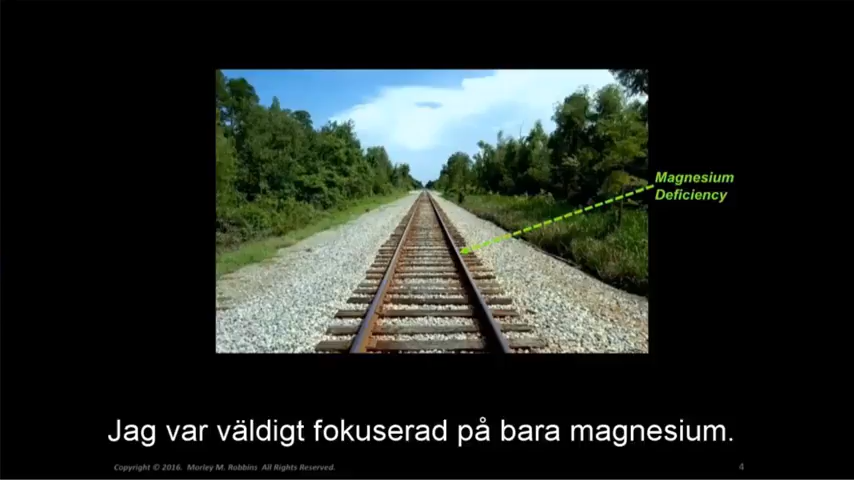 Magnesium
Deficiency
Jag var väldigt fokuserad på bara magnesium.
Copyright © 2016. Morley M. Robbins All Rights Reserved.
4